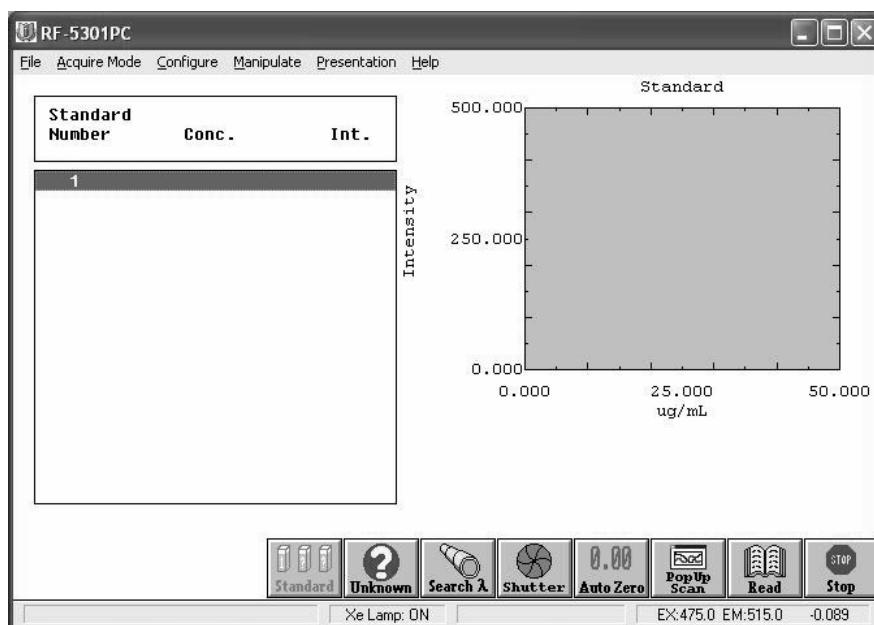 RF-5301PC
File Acquire Mode Configure Manipulate Presentation Help
Standard
Number Conc. Int.
1
Standard
500.000
250.000
0.000
Intensity
0.000 25.000 50.000
ug/mL
Standard
Unknown
Search λ
Shutter
0.00
Auto Zero
PopUp
Scan
Read
STOP
Stop
Xe Lamp: ON EX:475.0 EM:515.0 -0.089